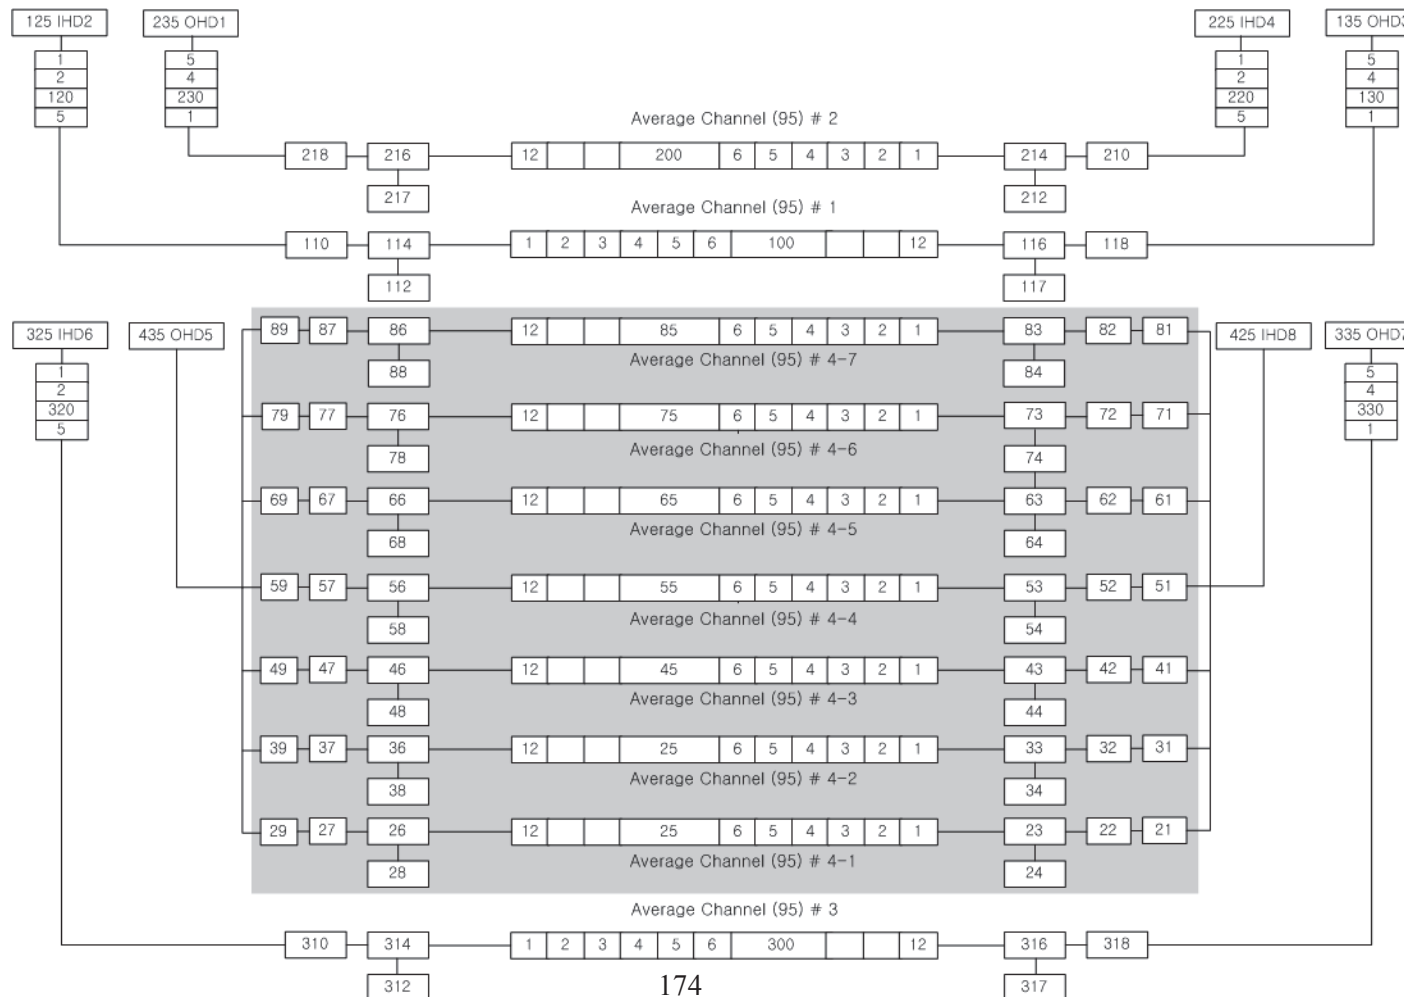 125 IHD2 235 OHD1 225 IHD4 135 OHD3
1 5 1 5
2 4 2 4
120 230 220 130
5 1 5 1
Average Channel (95) # 2
218 216 12 200 6 5 4 3 2 1 214 210
217 212
Average Channel (95) # 1
110 114 1 2 3 4 5 6 100 12 116 118
112 117
325 IHD6 435 OHD5 89 87 86 12 85 6 5 4 3 2 1 83 82 81 425 IHD8 335 OHD7
Average Channel (95) # 4-7
88 84
1 5
2 4
320 330
5 1
79 77 76 12 75 6 5 4 3 2 1 73 72 71
Average Channel (95) # 4-6
78 74
69 67 66 12 65 6 5 4 3 2 1 63 62 61
Average Channel (95) # 4-5
68 64
59 57 56 12 55 6 5 4 3 2 1 53 52 51
Average Channel (95) # 4-4
58 54
49 47 46 12 45 6 5 4 3 2 1 43 42 41
Average Channel (95) # 4-3
48 44
39 37 36 12 25 6 5 4 3 2 1 33 32 31
Average Channel (95) # 4-2
38 34
29 27 26 12 25 6 5 4 3 2 1 23 22 21
Average Channel (95) # 4-1
28 24
Average Channel (95) # 3
310 314 1 2 3 4 5 6 300 12 316 318
312 317
174